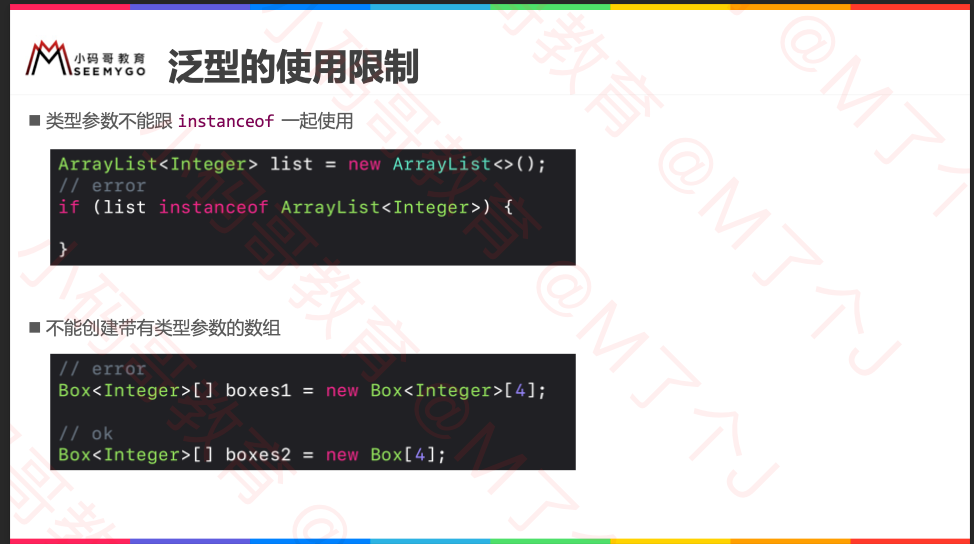 小码哥教育
SEEMYGO
泛型的使用限制
■ 类型参数不能跟 instanceof 一起使用
ArrayList<Integer> list = new ArrayList<>();
// error
if (list instanceof ArrayList<Integer>) {
}
■ 不能创建带有类型参数的数组
// error
Box<Integer>[] boxes1 = new Box<Integer>[4];
// ok
Box<Integer>[] boxes2 = new Box[4];
小码哥教育 @M了个J
小码哥教育 @M了个J
小码哥教育 @M了个J